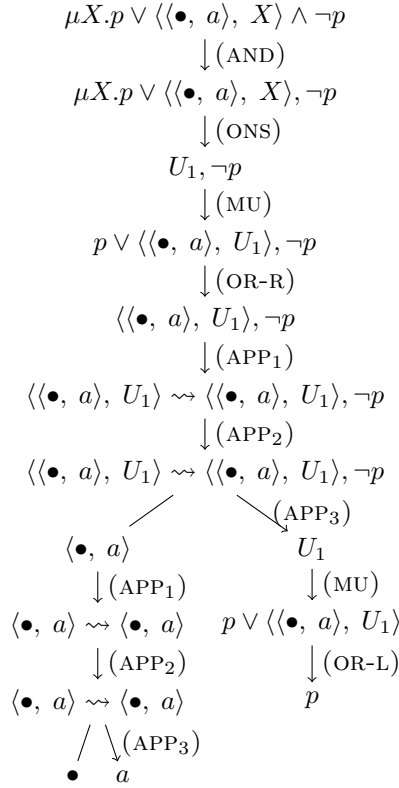 μX.p ∨ ⟨⟨•, a⟩, X⟩ ∧ ¬p
(AND)
μX.p ∨ ⟨⟨•, a⟩, X⟩, ¬p
(ONS)
U₁, ¬p
(MU)
p ∨ ⟨⟨•, a⟩, U₁⟩, ¬p
(OR-R)
⟨⟨•, a⟩, U₁⟩, ¬p
(APP₁)
⟨⟨•, a⟩, U₁⟩ ⇝ ⟨⟨•, a⟩, U₁⟩, ¬p
(APP₂)
⟨⟨•, a⟩, U₁⟩ ⇝ ⟨⟨•, a⟩, U₁⟩, ¬p
(APP₃)
⟨•, a⟩ U₁
(APP₁) (MU)
⟨•, a⟩ ⇝ ⟨•, a⟩ p ∨ ⟨⟨•, a⟩, U₁⟩
(APP₂) (OR-L)
⟨•, a⟩ ⇝ ⟨•, a⟩ p
(APP₃)
• a